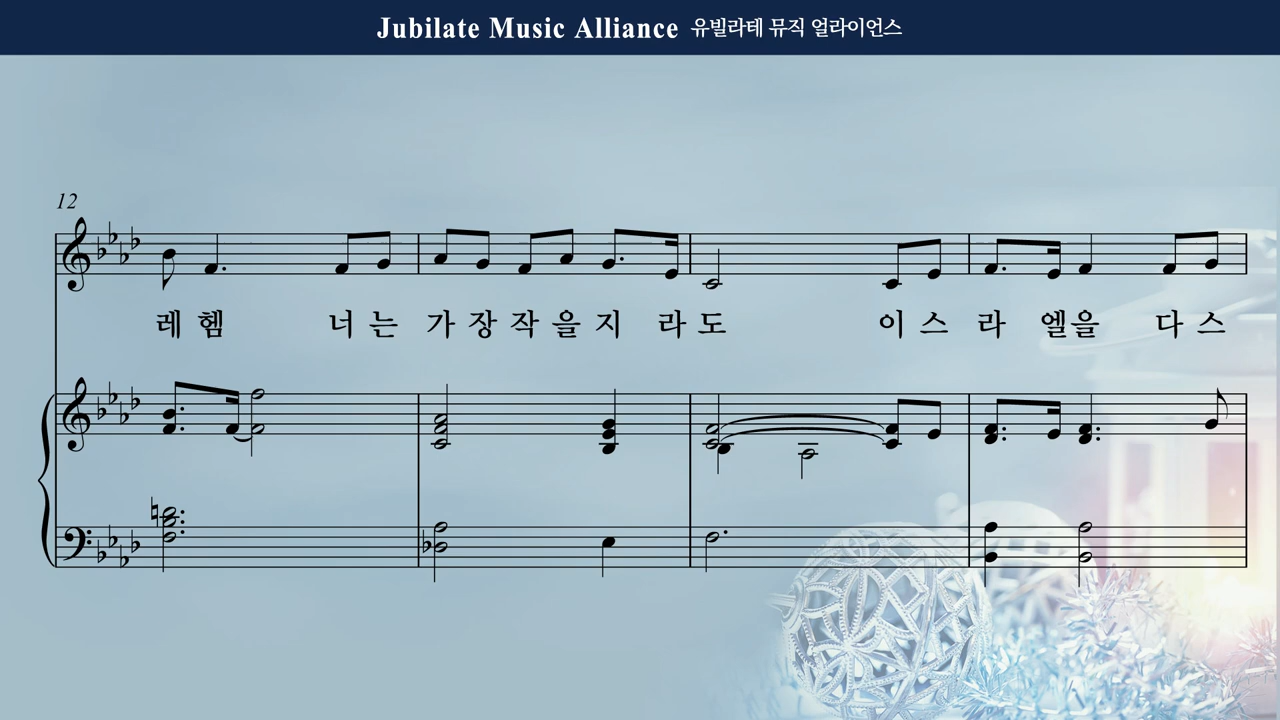 Jubilate Music Alliance 유빌라테 뮤직 얼라이언스
12
레 헴 너 는 가 장 작 을 지 라 도 이 스 라 엘 을 다 스